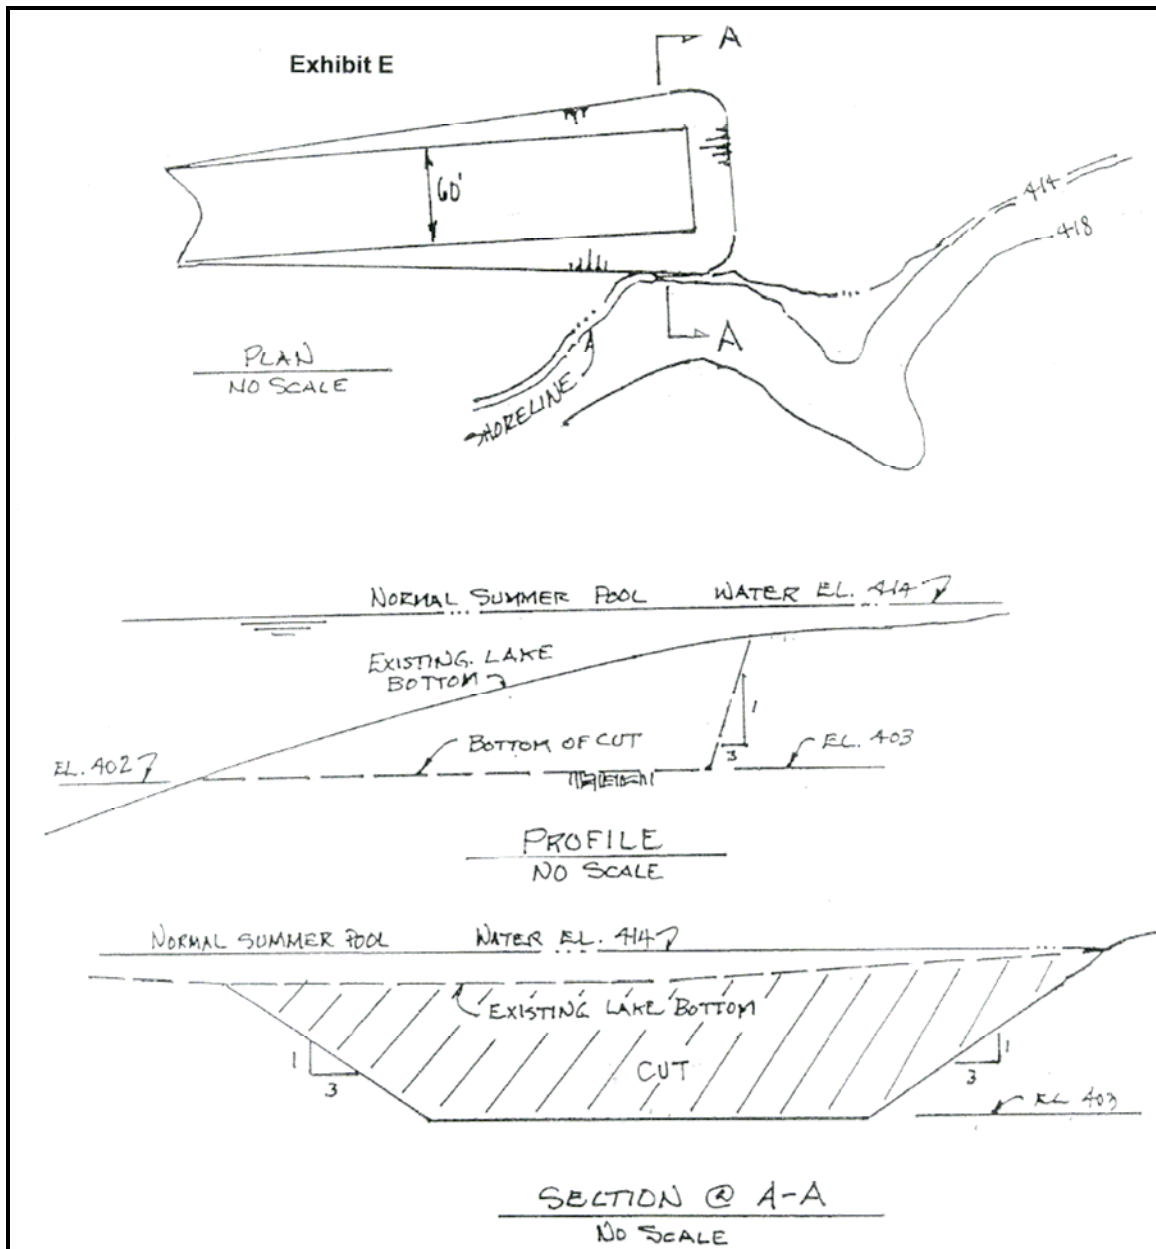 Exhibit E
A
60'
414
418
A
PLAN
NO SCALE
SHORELINE
NORMAL SUMMER POOL WATER EL. 414
EXISTING LAKE
BOTTOM
1
3
BOTTOM OF CUT
EL. 403
EL. 402
PROFILE
NO SCALE
NORMAL SUMMER POOL WATER EL. 414
EXISTING LAKE BOTTOM
1
3
CUT
1
3
EL 403
SECTION @ A-A
NO SCALE